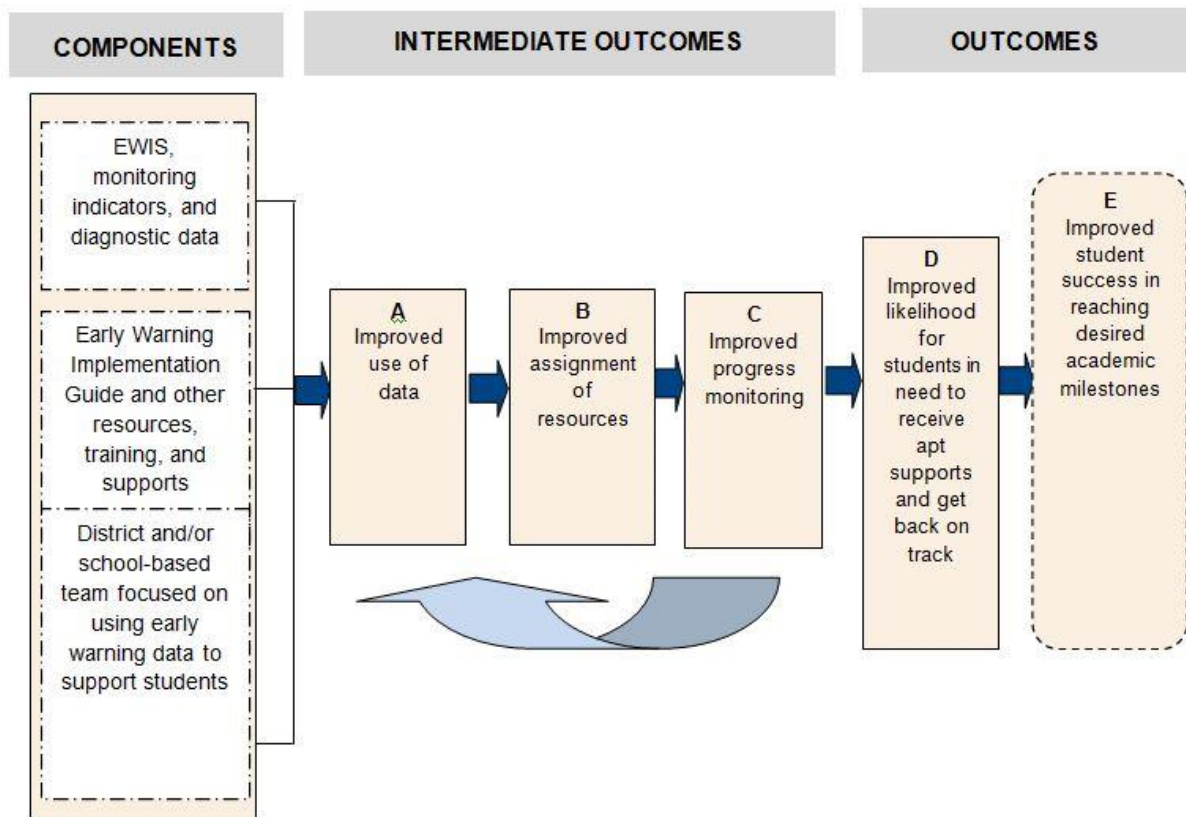 COMPONENTS
INTERMEDIATE OUTCOMES
OUTCOMES
EWIS,
monitoring
indicators, and
diagnostic data
Early Warning
Implementation
Guide and other
resources,
training, and
supports
District and/or
school-based
team focused on
using early
warning data to
support students
A
Improved
use of
data
B
Improved
assignment
of
resources
C
Improved
progress
monitoring
D
Improved
likelihood
for
students in
need to
receive
apt
supports
and get
back on
track
E
Improved
student
success in
reaching
desired
academic
milestones